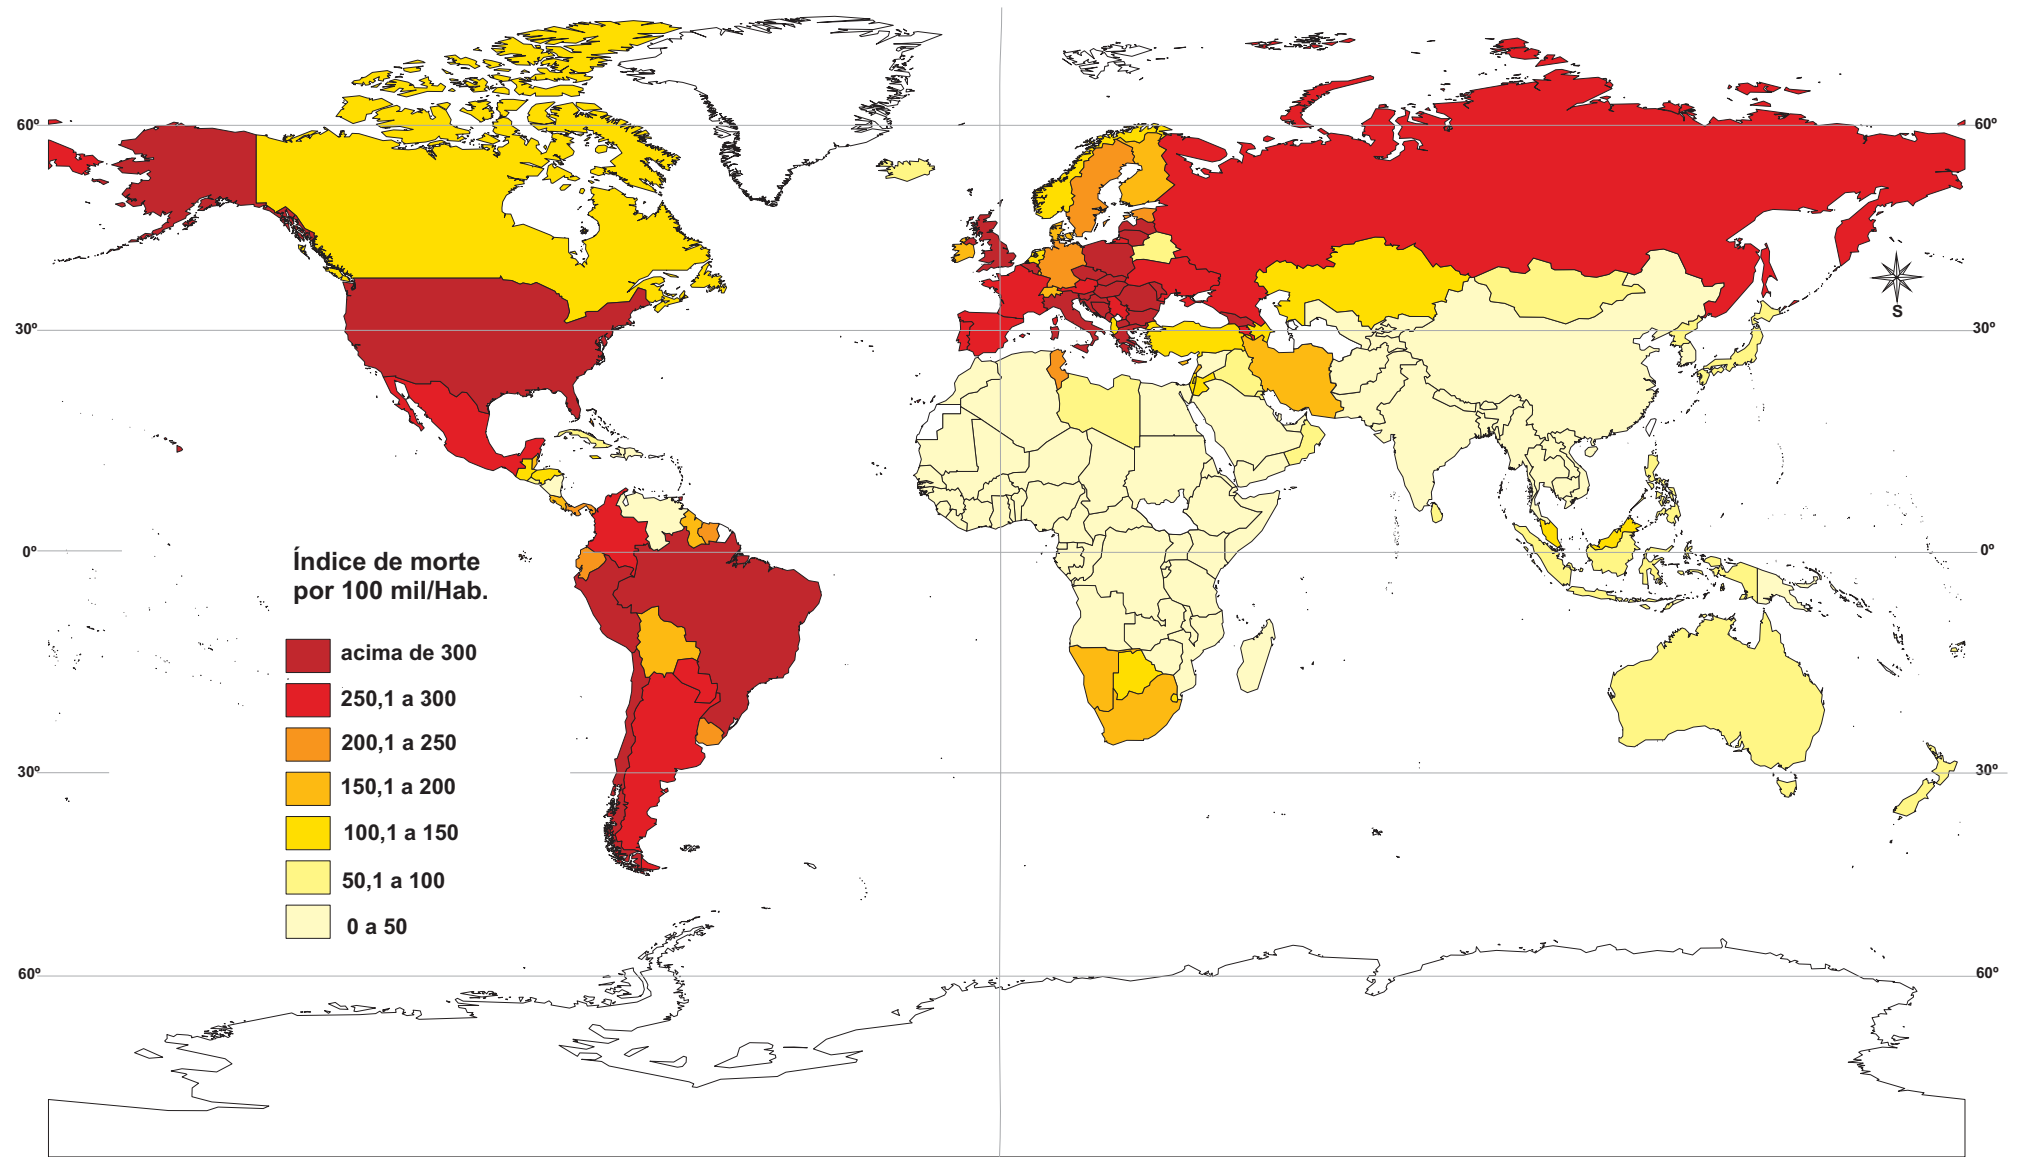 60º
60º
S
30º
30º
0º
0º
Índice de morte
por 100 mil/Hab.
acima de 300
250,1 a 300
200,1 a 250
150,1 a 200
100,1 a 150
50,1 a 100
0 a 50
30º
30º
60º
60º